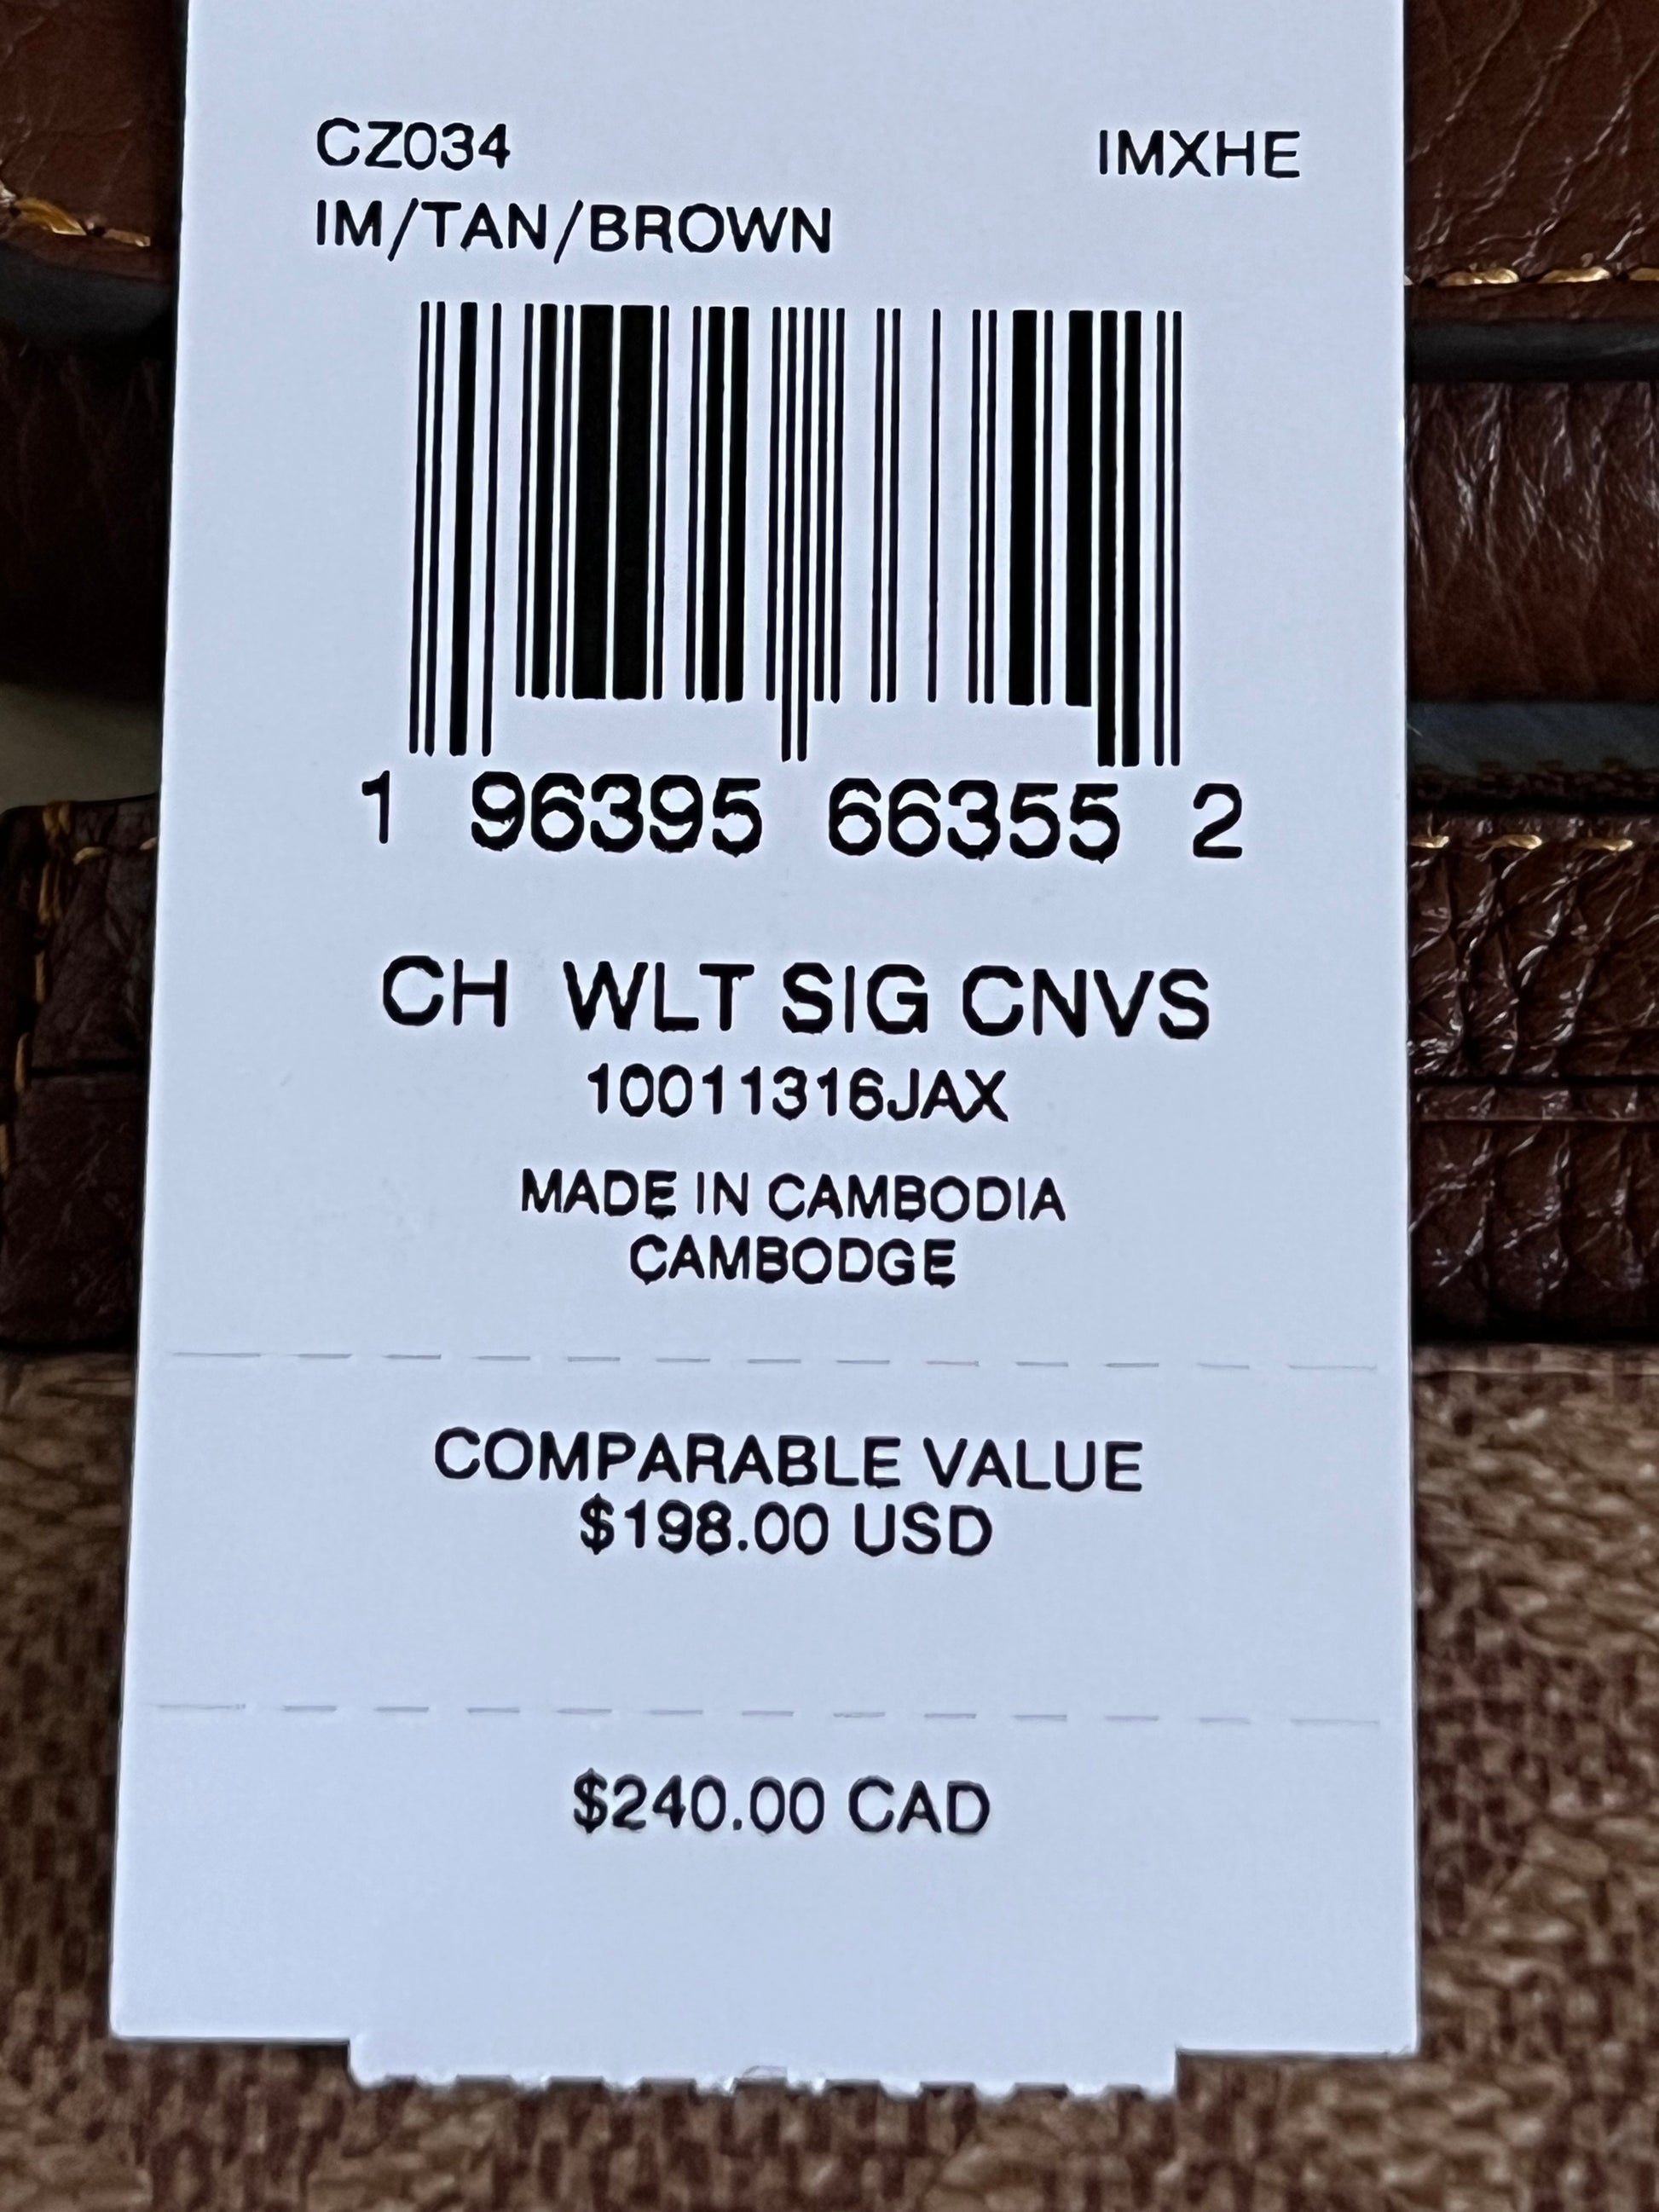 CZ034 IMXHE
IM/TAN/BROWN
1 96395 66355 2
CH WLT SIG CNVS
10011316JAX
MADE IN CAMBODIA
CAMBODGE
COMPARABLE VALUE
$198.00 USD
$240.00 CAD